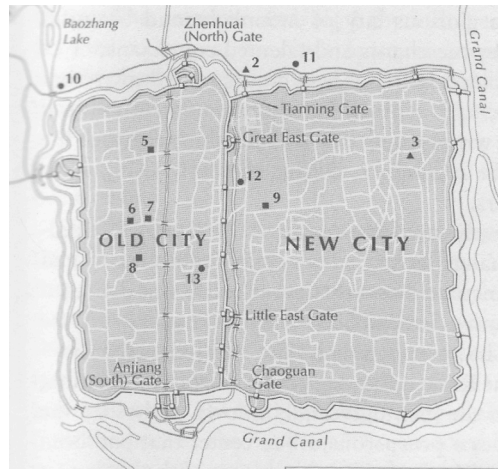 Baozhang
Lake
Zhenhuai
(North) Gate
Grand Canal
10
2
11
Tianning Gate
Great East Gate
5
3
12
9
6
7
OLD CITY
NEW CITY
8
13
Little East Gate
Anjiang
(South) Gate
Chaoguan
Gate
Grand Canal